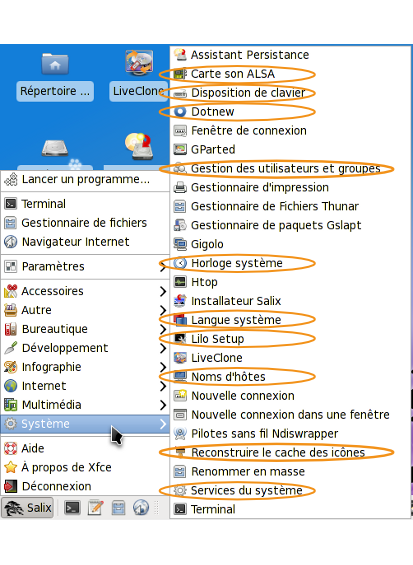 Répertoire ...
LiveClone
Lancer un programme...
Terminal
Gestionnaire de fichiers
Navigateur Internet
Paramètres
Accessoires
Autre
Bureautique
Développement
Infographie
Internet
Multimédia
Système
Aide
À propos de Xfce
Déconnexion
Salix
Assistant Persistance
Carte son ALSA
Disposition de clavier
Dotnew
Fenêtre de connexion
GParted
Gestion des utilisateurs et groupes
Gestionnaire d'impression
Gestionnaire de Fichiers Thunar
Gestionnaire de paquets Gslapt
Gigolo
Horloge système
Htop
Installateur Salix
Langue système
Lilo Setup
LiveClone
Noms d'hôtes
Nouvelle connexion
Nouvelle connexion dans une fenêtre
Pilotes sans fil Ndiswrapper
Reconstruire le cache des icônes
Renommer en masse
Services du système
Terminal